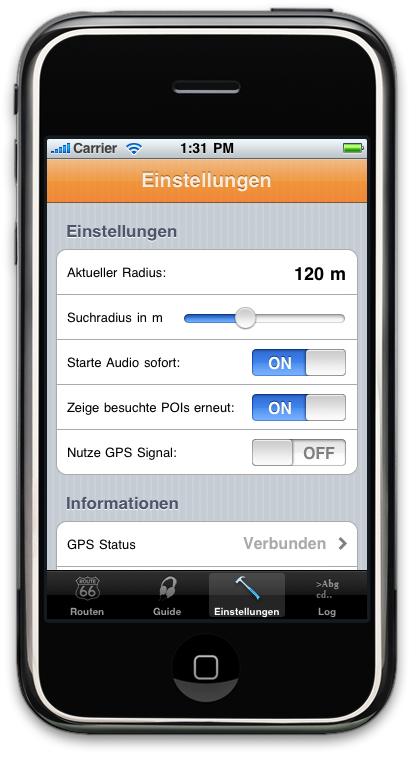 Carrier 1:31 PM
Einstellungen
Einstellungen
Aktueller Radius: 120 m
Suchradius in m
Starte Audio sofort: ON
Zeige besuchte POIs erneut: ON
Nutze GPS Signal: OFF
Informationen
GPS Status Verbunden
ROUTE
66
>Abg
cd..
Routen Guide Einstellungen Log